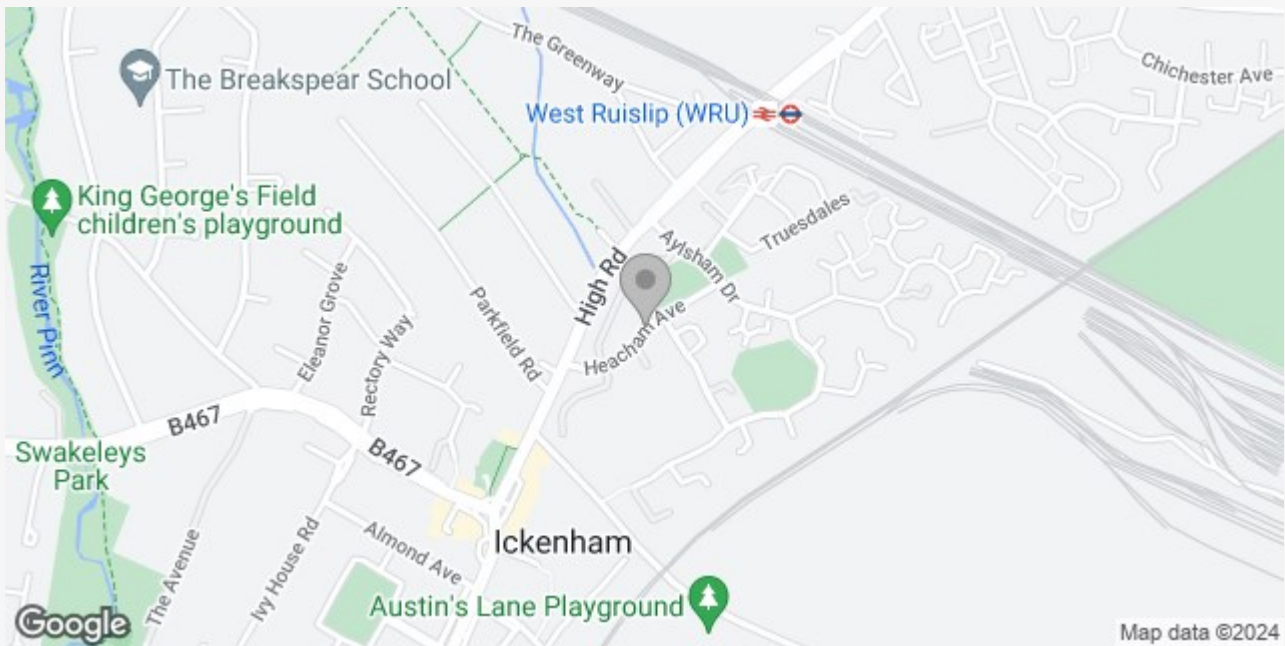 The Greenway
Chichester Ave
The Breakspear School
West Ruislip (WRU)
King George's Field
children's playground
Truesdales
Aylsham Dr
River Pinn
High Rd
Eleanor Grove
Parkfield Rd
Heacham Ave
Rectory Way
B467
B467
Swakeleys
Park
Ickenham
The Avenue
Ivy House Rd
Almond Ave
Austin's Lane Playground
Google
Map data ©2024